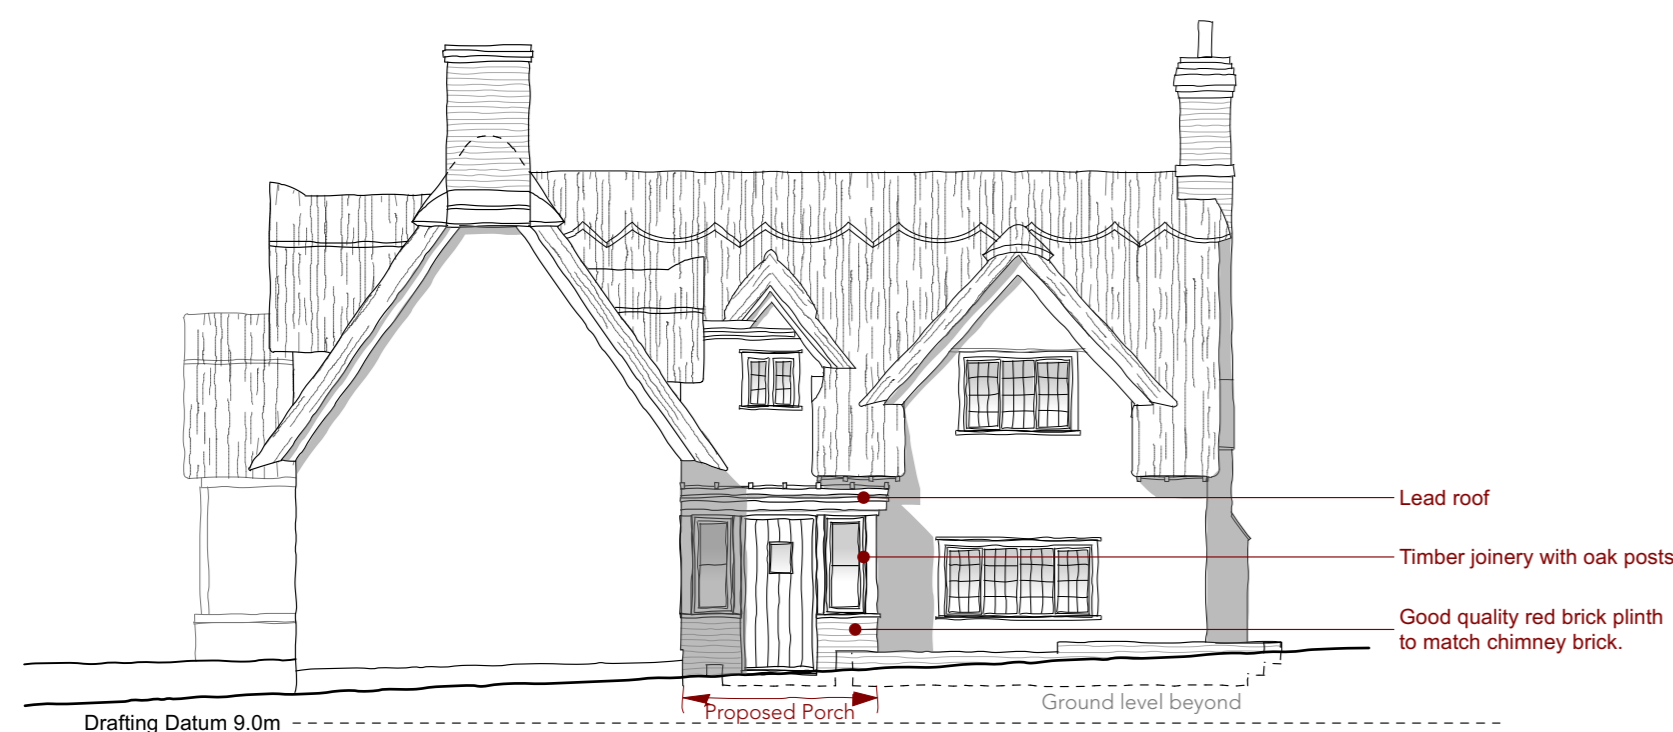 Lead roof
Timber joinery with oak posts
Good quality red brick plinth
to match chimney brick.
Ground level beyond
Proposed Porch
Drafting Datum 9.0m